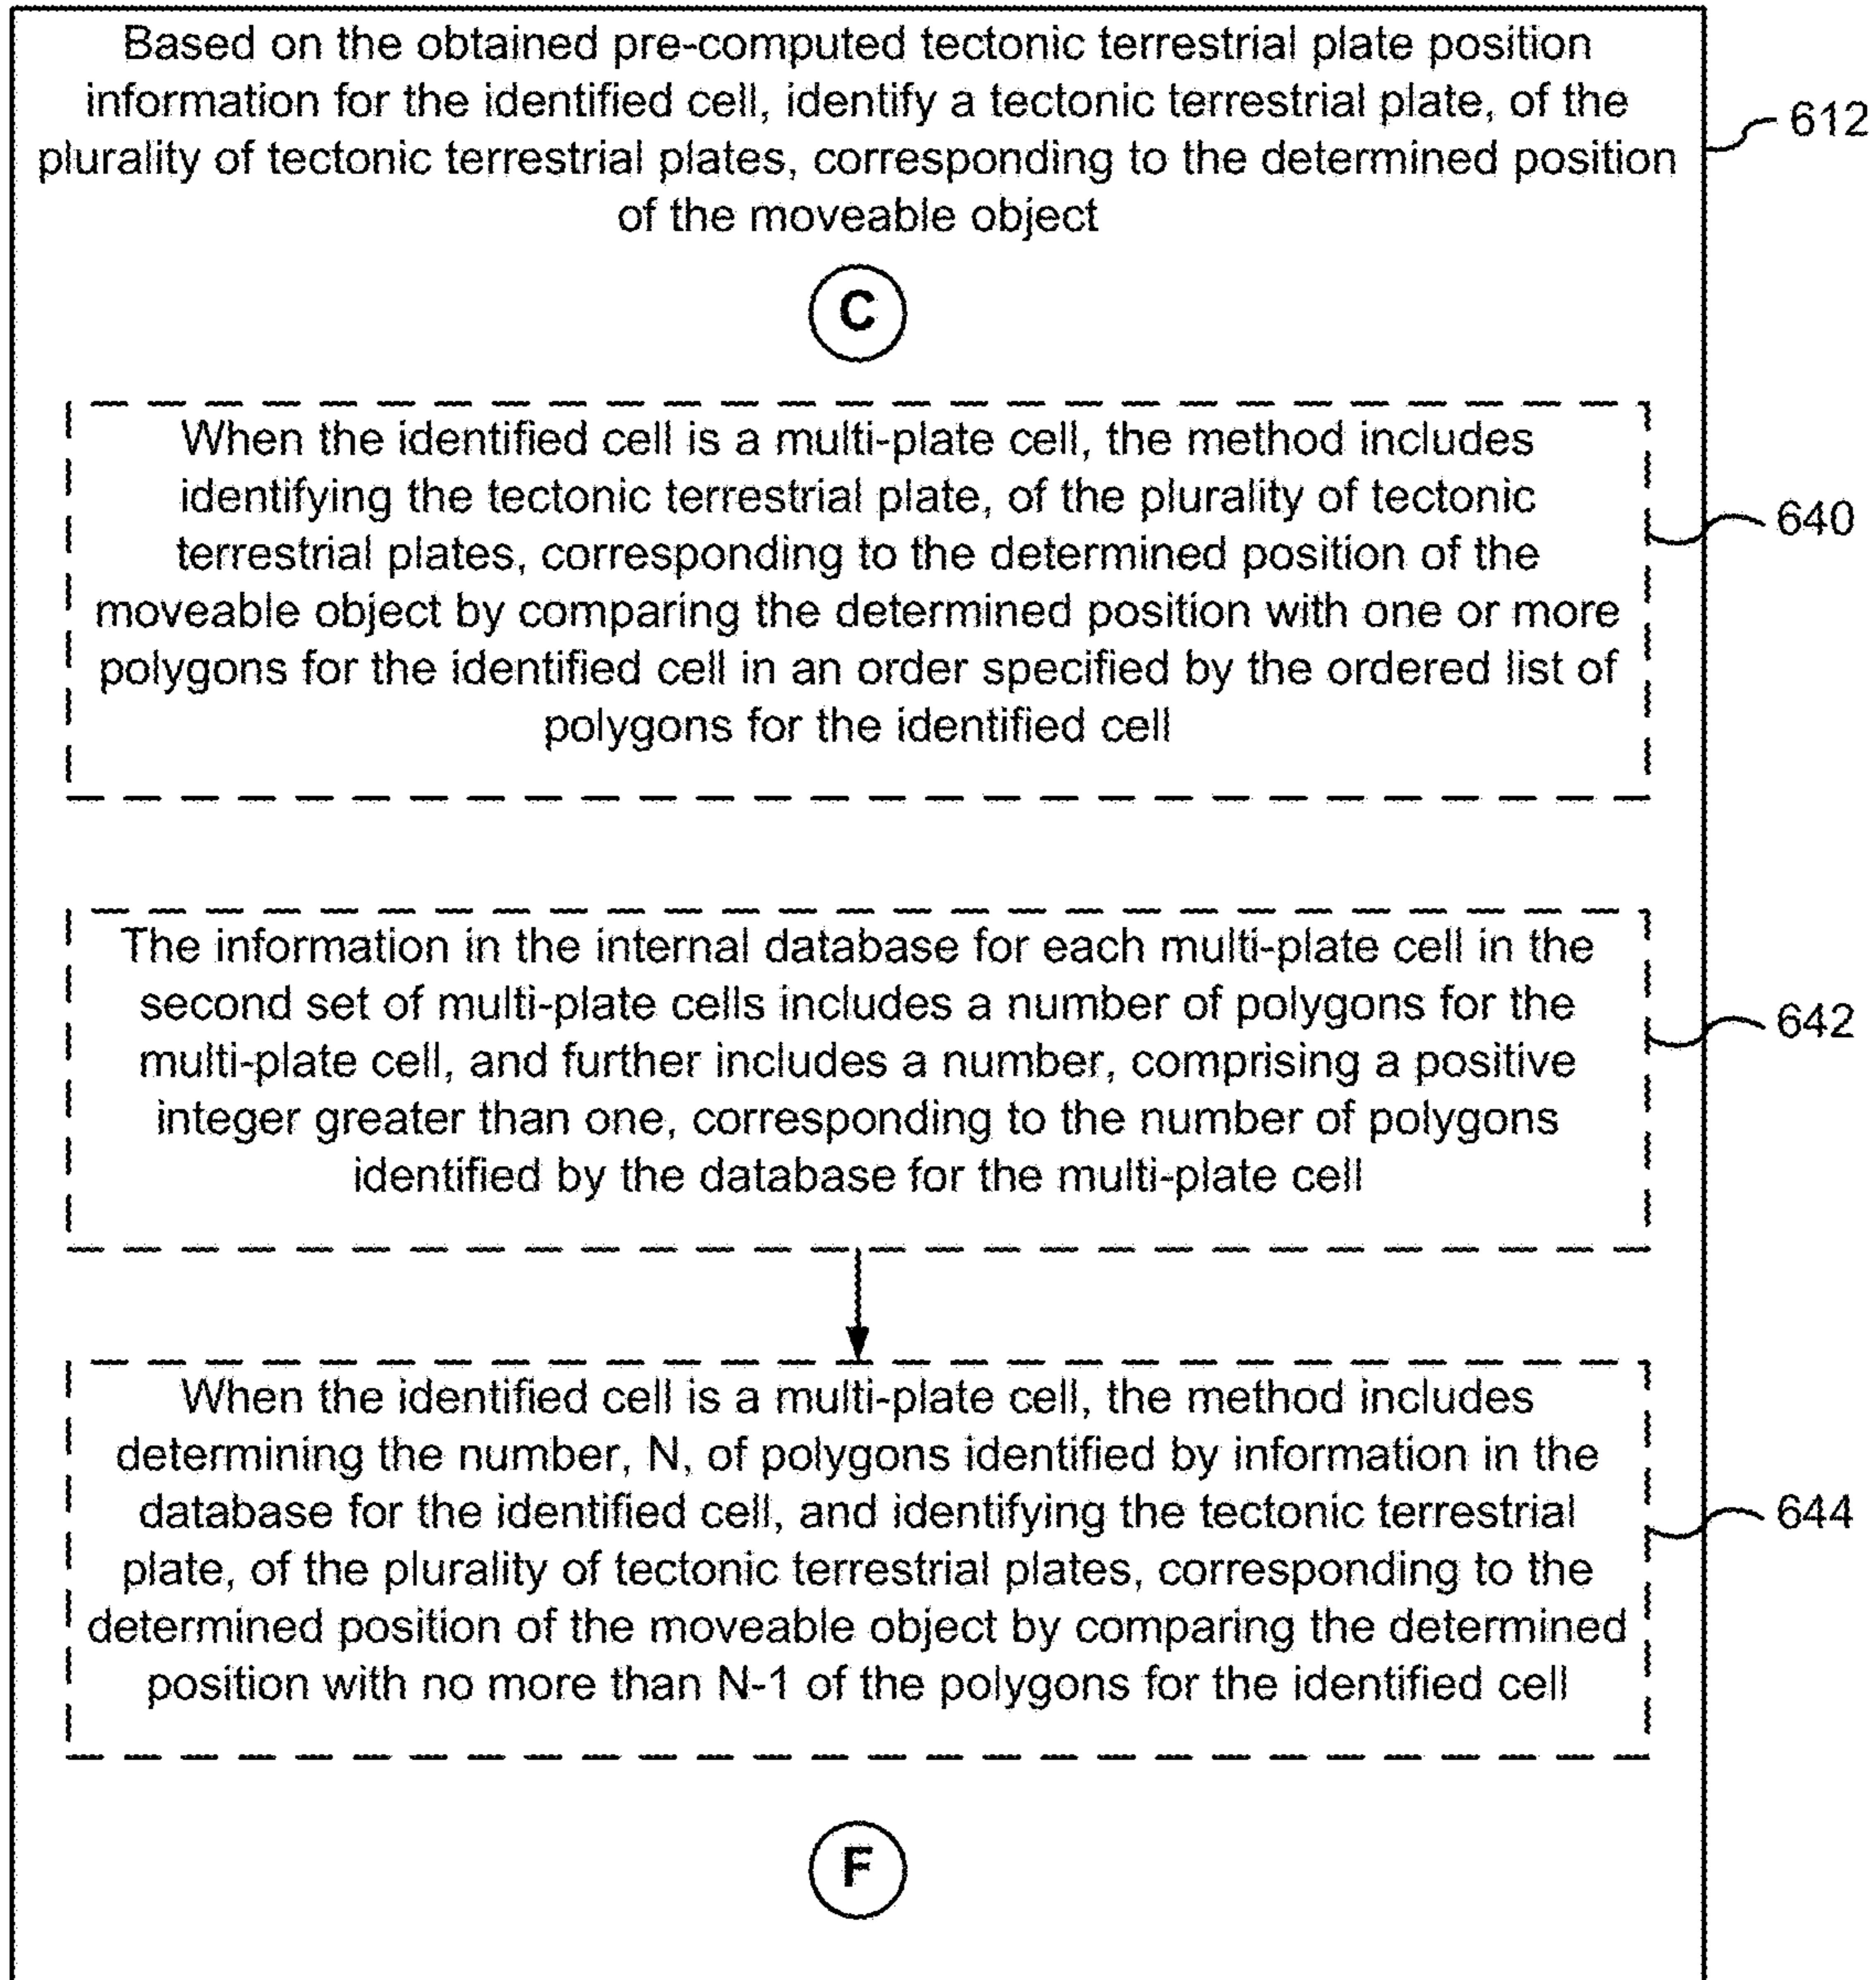 Based on the obtained pre-computed tectonic terrestrial plate position
information for the identified cell, identify a tectonic terrestrial plate, of the
plurality of tectonic terrestrial plates, corresponding to the determined position
of the moveable object
612
C
When the identified cell is a multi-plate cell, the method includes
identifying the tectonic terrestrial plate, of the plurality of tectonic
terrestrial plates, corresponding to the determined position of the
moveable object by comparing the determined position with one or more
polygons for the identified cell in an order specified by the ordered list of
polygons for the identified cell
640
The information in the internal database for each multi-plate cell in the
second set of multi-plate cells includes a number of polygons for the
multi-plate cell, and further includes a number, comprising a positive
integer greater than one, corresponding to the number of polygons
identified by the database for the multi-plate cell
642
When the identified cell is a multi-plate cell, the method includes
determining the number, N, of polygons identified by information in the
database for the identified cell, and identifying the tectonic terrestrial
plate, of the plurality of tectonic terrestrial plates, corresponding to the
determined position of the moveable object by comparing the determined
position with no more than N-1 of the polygons for the identified cell
644
F